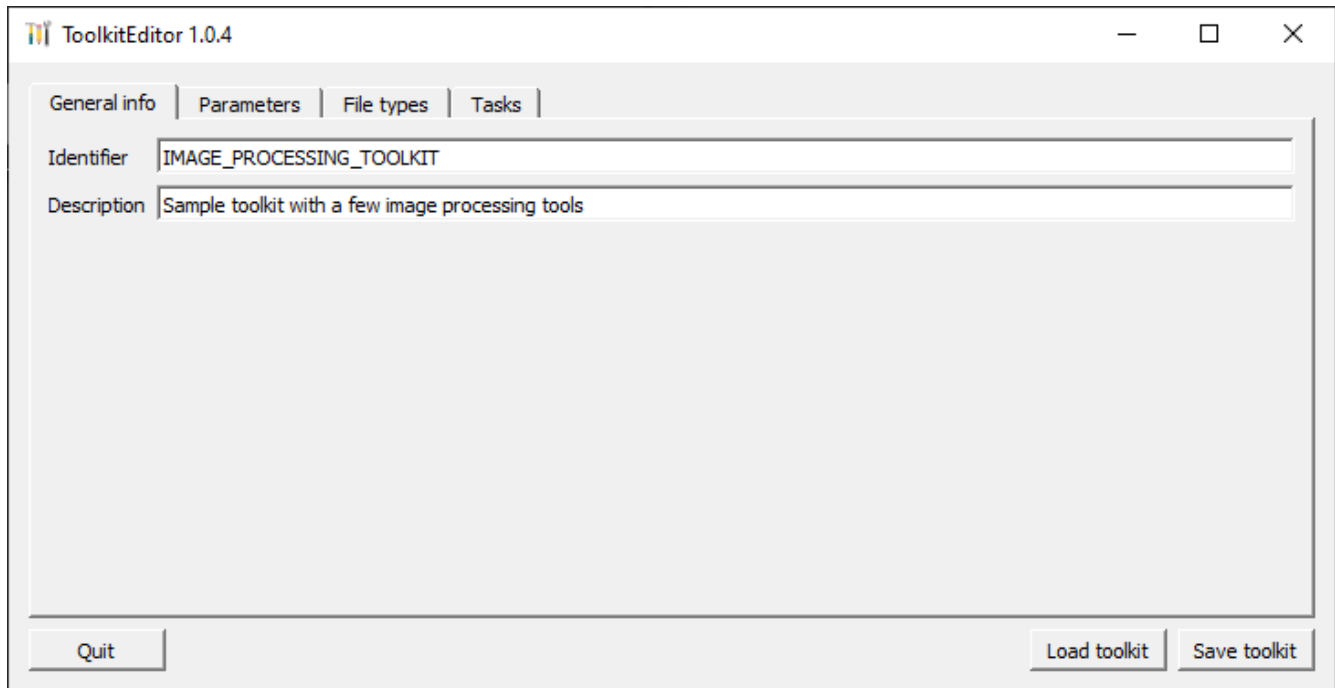 ToolkitEditor 1.0.4
General info Parameters File types Tasks
Identifier IMAGE_PROCESSING_TOOLKIT
Description Sample toolkit with a few image processing tools
Quit Load toolkit Save toolkit